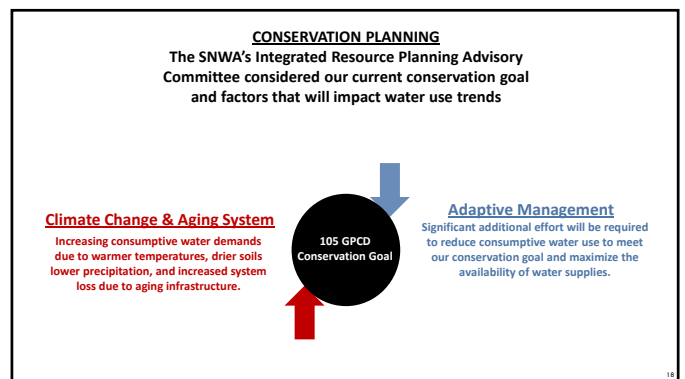 CONSERVATION PLANNING
The SNWA's Integrated Resource Planning Advisory
Committee considered our current conservation goal
and factors that will impact water use trends
Climate Change & Aging System
Increasing consumptive water demands
due to warmer temperatures, drier soils
lower precipitation, and increased system
loss due to aging infrastructure.
105 GPCD
Conservation Goal
Adaptive Management
Significant additional effort will be required
to reduce consumptive water use to meet
our conservation goal and maximize the
availability of water supplies.
18